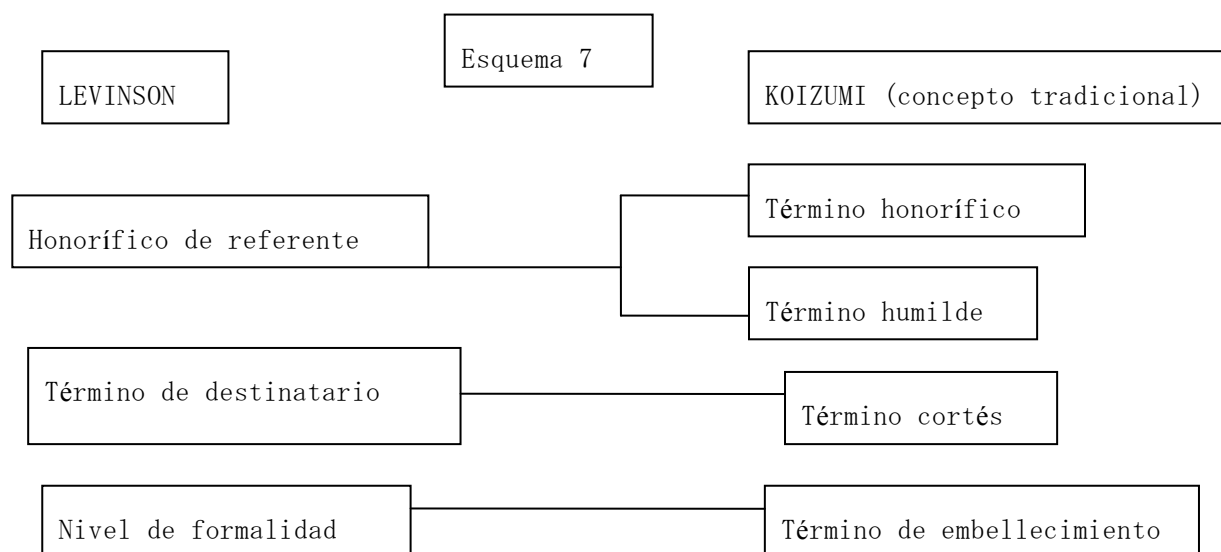 Esquema 7
LEVINSON
KOIZUMI (concepto tradicional)
Término honorífico
Honorífico de referente
Término humilde
Término de destinatario
Término cortés
Nivel de formalidad
Término de embellecimiento